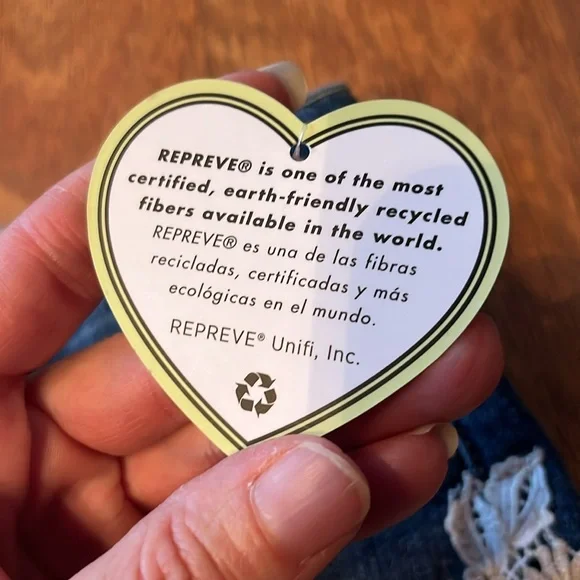 REPREVE® is one of the most
certified, earth-friendly recycled
fibers available in the world.
REPREVE® es una de las fibras
recicladas, certificadas y más
ecológicas en el mundo.
REPREVE® Unifi, Inc.